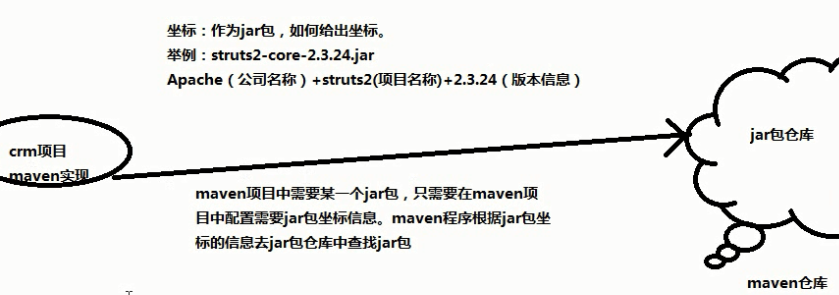 坐标：作为jar包，如何给出坐标。
举例：struts2-core-2.3.24.jar
Apache（公司名称）+struts2(项目名称)+2.3.24（版本信息）
crm项目
maven实现
jar包仓库
maven项目中需要某一个jar包，只需要在maven项
目中配置需要jar包坐标信息。maven程序根据jar包坐
标的信息去jar包仓库中查找jar包
maven仓库